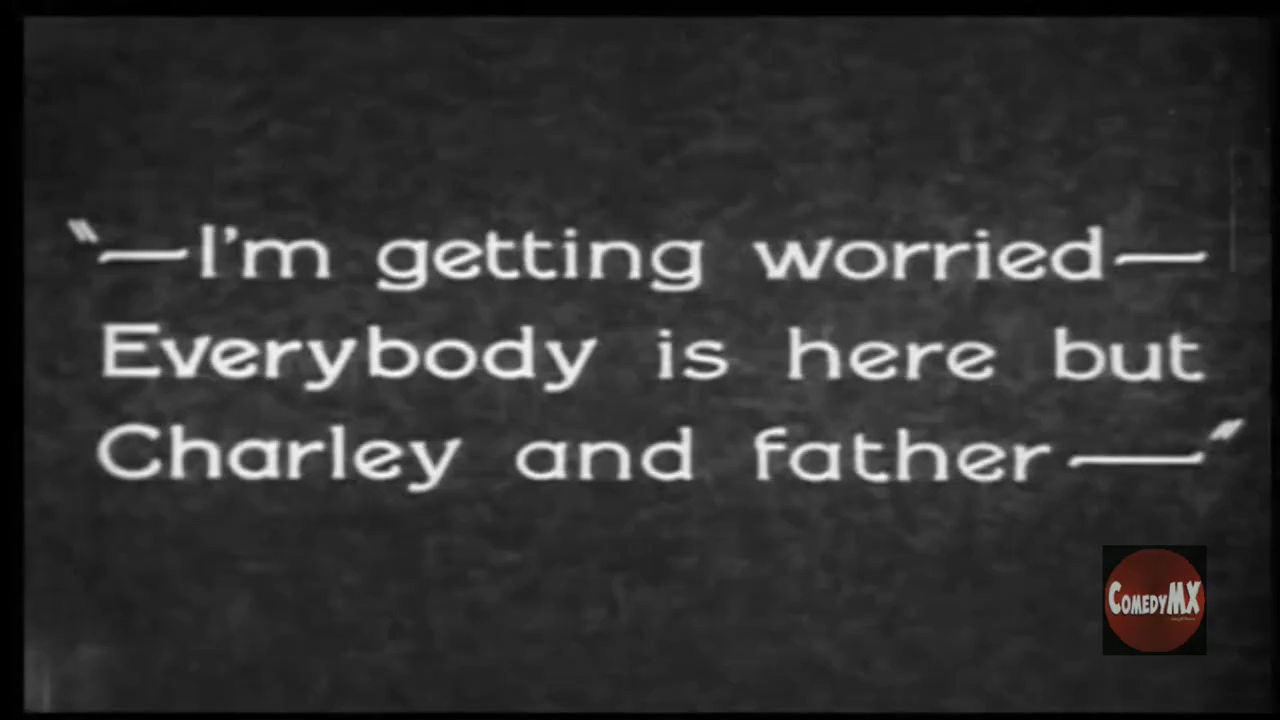 "—I'm getting worried—
Everybody is here but
Charley and father—"
COMEDYMX